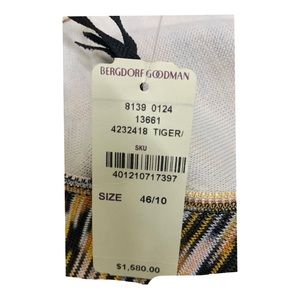 BERGDORF GOODMAN
8139 0124
13661
4232418 TIGER/
SKU
401210717397
SIZE 46/10
$1,580.00